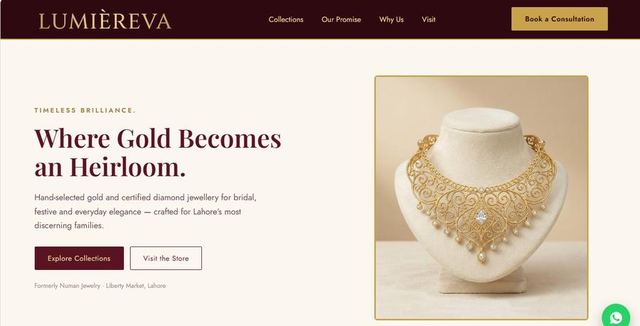 LUMIÈREVA
Collections
Our Promise
Why Us
Visit
Book a Consultation
TIMELESS BRILLIANCE.
Where Gold Becomes
an Heirloom.
Hand-selected gold and certified diamond jewellery for bridal,
festive and everyday elegance — crafted for Lahore's most
discerning families.
Explore Collections
Visit the Store
Formerly Numan Jewelry · Liberty Market, Lahore